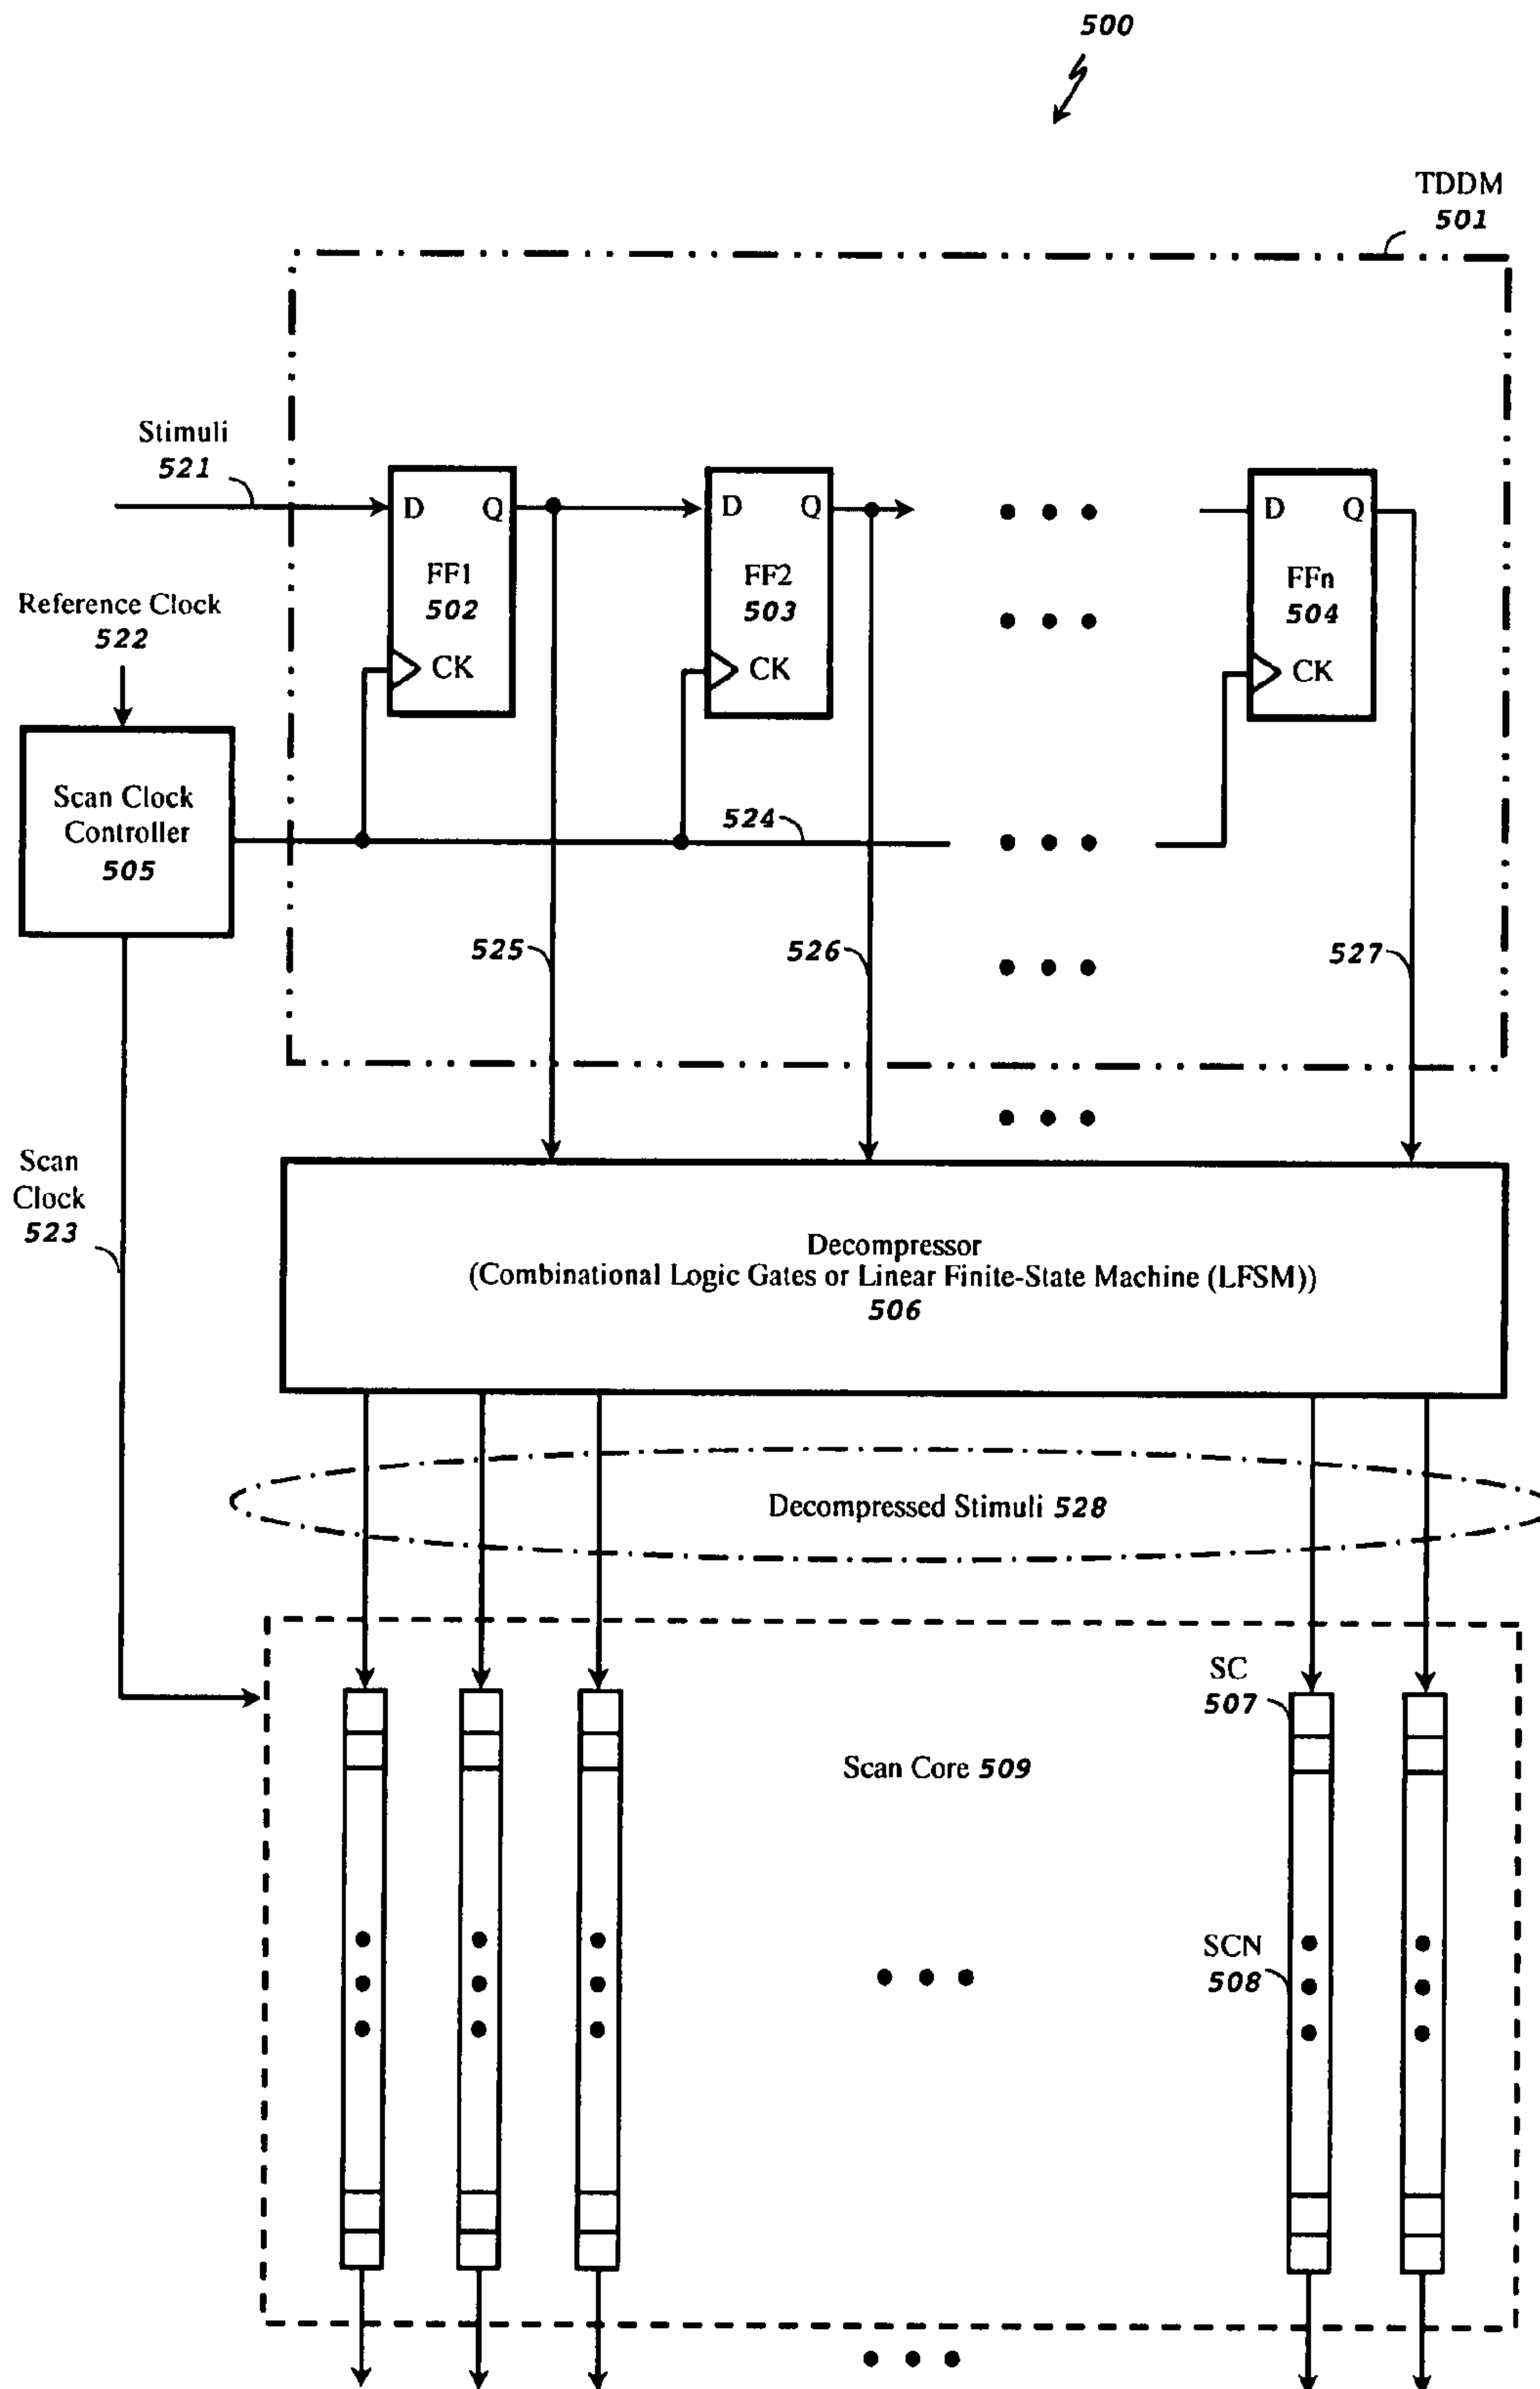 500
TDDM
501
Stimuli
521
D Q
FF1
502
CK
D Q
FF2
503
CK
D Q
FFn
504
CK
Reference Clock
522
Scan Clock
Controller
505
524
525
526
527
Scan
Clock
523
Decompressor
(Combinational Logic Gates or Linear Finite-State Machine (LFSM))
506
Decompressed Stimuli 528
SC
507
Scan Core 509
SCN
508